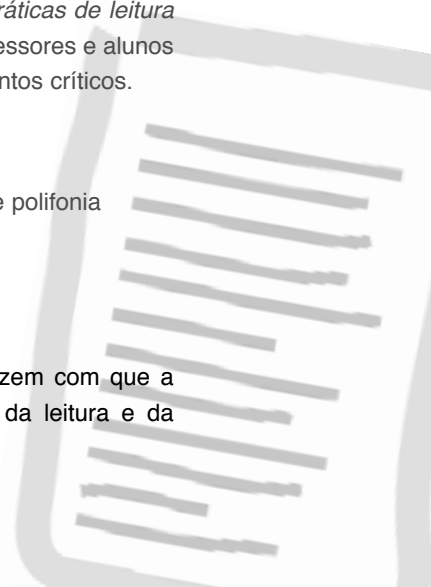 ráticas de leitura
essores e alunos
ntos críticos.
e polifonia
zem com que a
da leitura e da